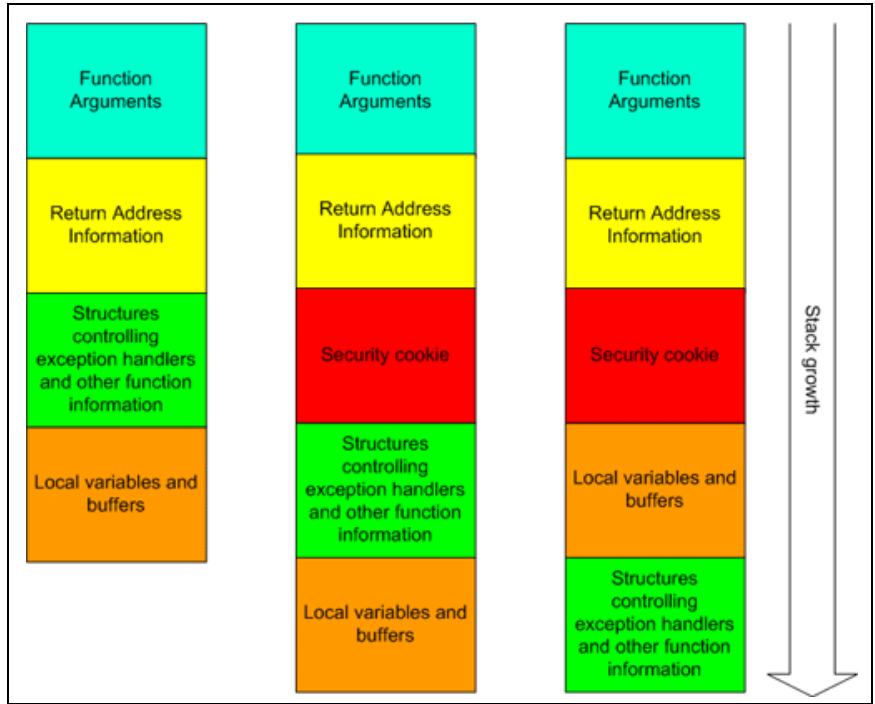 Function
Arguments
Return Address
Information
Structures
controlling
exception handlers
and other function
information
Local variables and
buffers
Function
Arguments
Return Address
Information
Security cookie
Structures
controlling
exception handlers
and other function
information
Local variables and
buffers
Function
Arguments
Return Address
Information
Security cookie
Local variables and
buffers
Structures
controlling
exception handlers
and other function
information
Stack growth